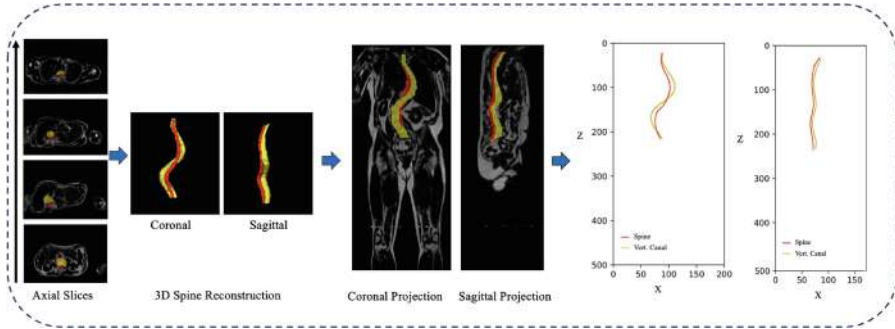 Axial Slices
Coronal
Sagittal
3D Spine Reconstruction
Coronal Projection
Sagittal Projection
0
100
200
300
400
500
Z
Spine
Vert. Canal
0
50
100
150
200
X
0
100
200
300
400
500
Z
Spine
Vert. Canal
0
50
100
150
X